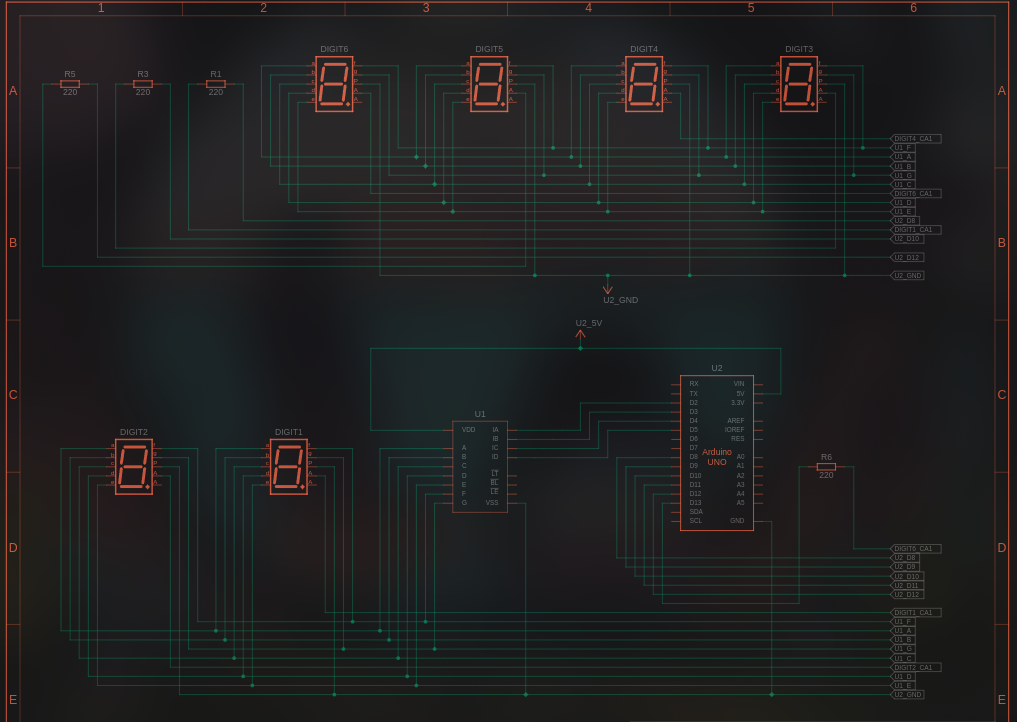 1 2 3 4 5 6
A A
B B
C C
D D
E E
DIGIT6 DIGIT5 DIGIT4 DIGIT3
R5 R3 R1
220 220 220
DIGIT4_CA1
U1_F
U1_A
U1_B
U1_G
U1_C
DIGIT6_CA1
U1_D
U1_E
U2_D8
DIGIT1_CA1
U2_D10
U2_D12
U2_GND
U2_GND
U2_5V
U2
RX VIN
TX 5V
D2 3.3V
D3
D4 AREF
D5 IOREF
D6 RES
D7
D8 A0
D9 A1
D10 A2
D11 A3
D12 A4
D13 A5
SDA
SCL GND
Arduino
UNO
U1
VDD IA
IB
A IC
B ID
C
D LT
E BL
F LE
G VSS
DIGIT2 DIGIT1
R6
220
DIGIT6_CA1
U2_D8
U2_D9
U2_D10
U2_D11
U2_D12
DIGIT1_CA1
U1_F
U1_A
U1_B
U1_G
U1_C
DIGIT2_CA1
U1_D
U1_E
U2_GND